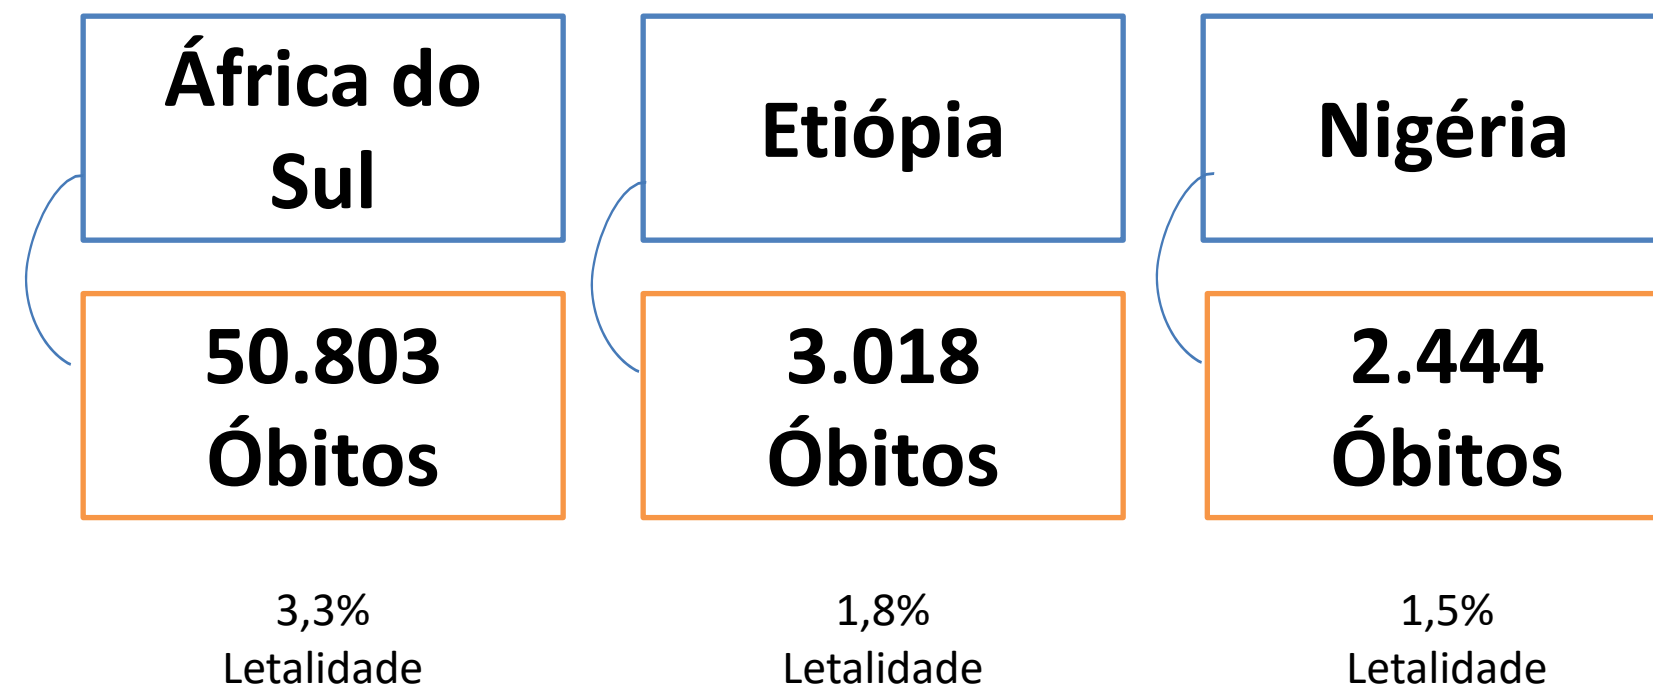 África do
Sul
Etiópia
Nigéria
50.803
Óbitos
3.018
Óbitos
2.444
Óbitos
3,3%
Letalidade
1,8%
Letalidade
1,5%
Letalidade